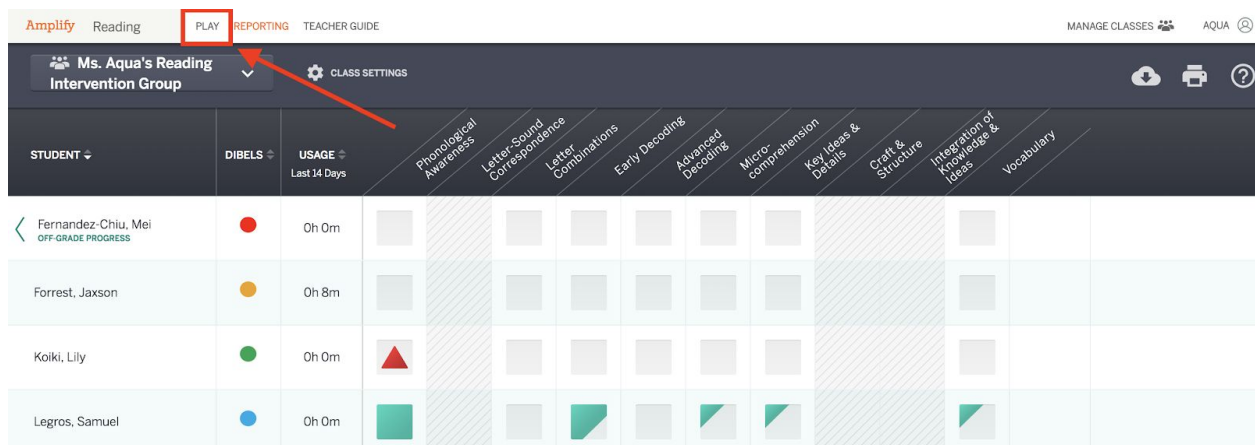 Amplify Reading PLAY REPORTING TEACHER GUIDE MANAGE CLASSES AQUA
Ms. Aqua's Reading
Intervention Group
CLASS SETTINGS
STUDENT DIBELS USAGE
Last 14 Days
Phonological
Awareness
Letter-Sound
Correspondence
Letter
Combinations
Early Decoding
Advanced
Decoding
Micro-
comprehension
Key Ideas &
Details
Craft &
Structure
Integration of
Knowledge &
Ideas
Vocabulary
Fernandez-Chiu, Mei 0h 0m
OFF-GRADE PROGRESS
Forrest, Jaxson 0h 8m
Koiki, Lily 0h 0m
Legros, Samuel 0h 0m